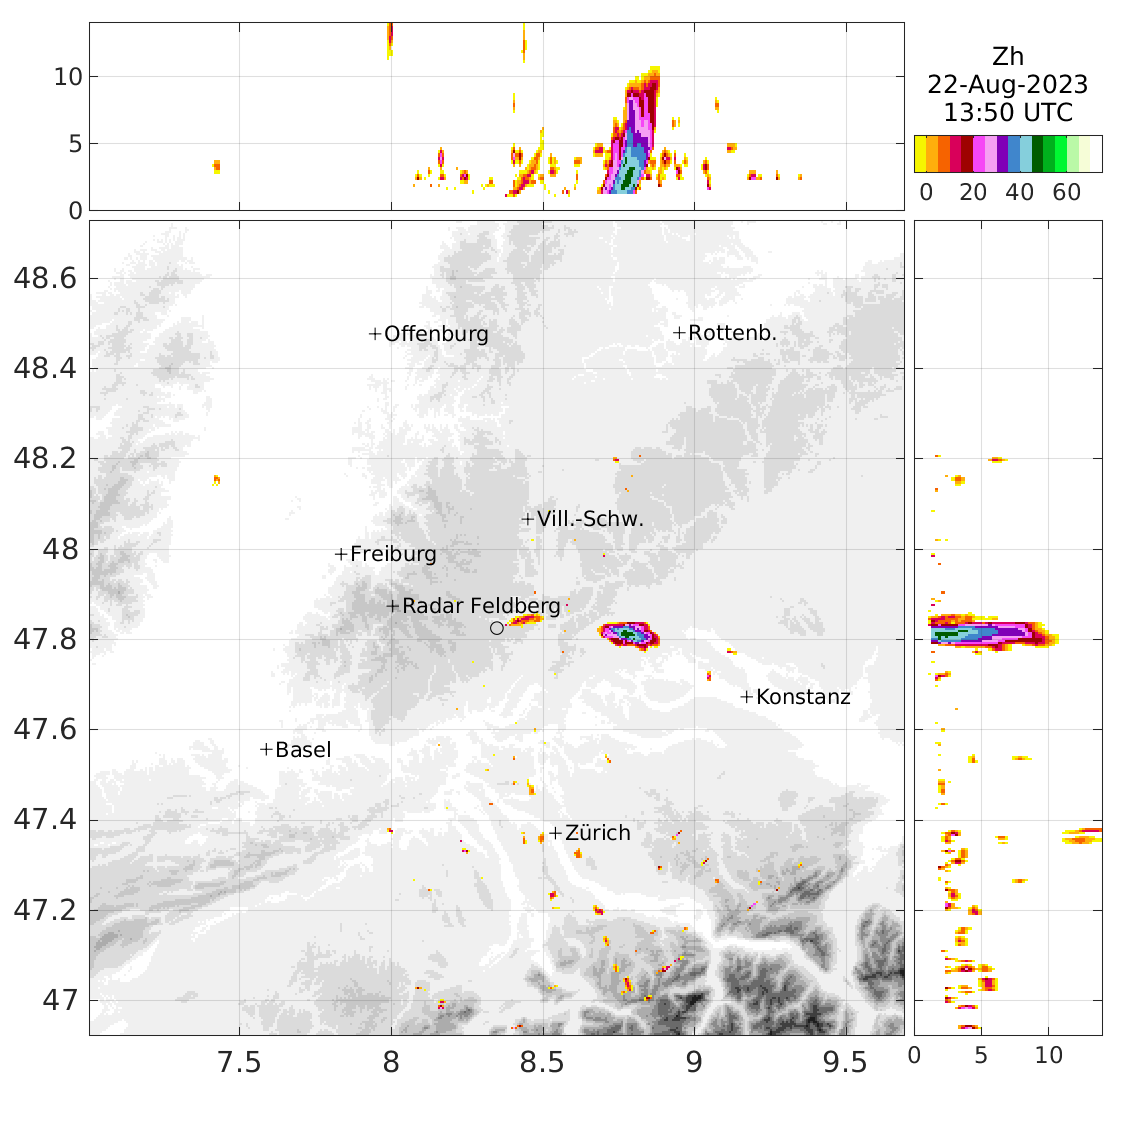 10
5
0
Zh
22-Aug-2023
13:50 UTC
0 20 40 60
48.6
48.4
48.2
48
47.8
47.6
47.4
47.2
47
+Offenburg
+Rottenb.
+Vill.-Schw.
+Freiburg
+Radar Feldberg
+Konstanz
+Basel
+Zürich
7.5 8 8.5 9 9.5
0 5 10